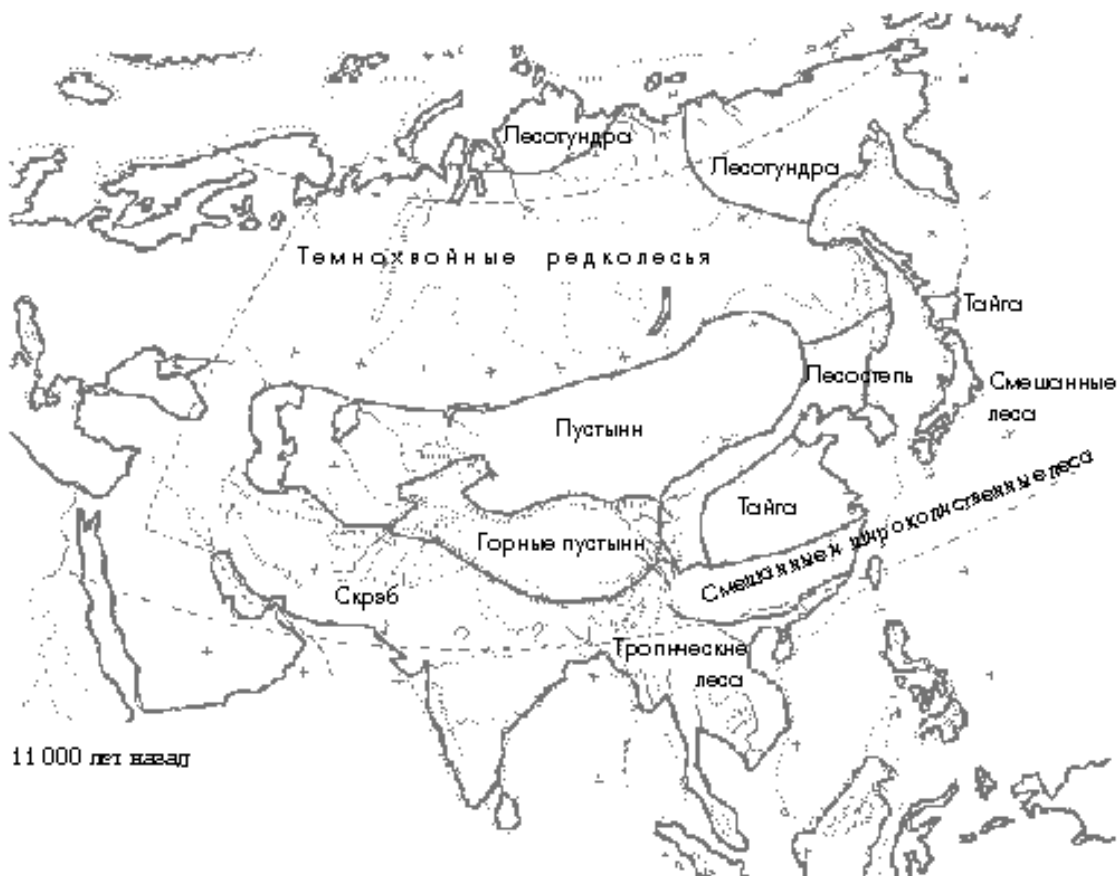 Лесотундра
Лесотундра
Темнохвойные редколесья
Тайга
Лесостепь
Смешанные
леса
Пустыни
Тайга
Смешанные и широколиственные леса
Горные пустыни
Скрэб
? ?
Тропические
леса
11 000 лет назад